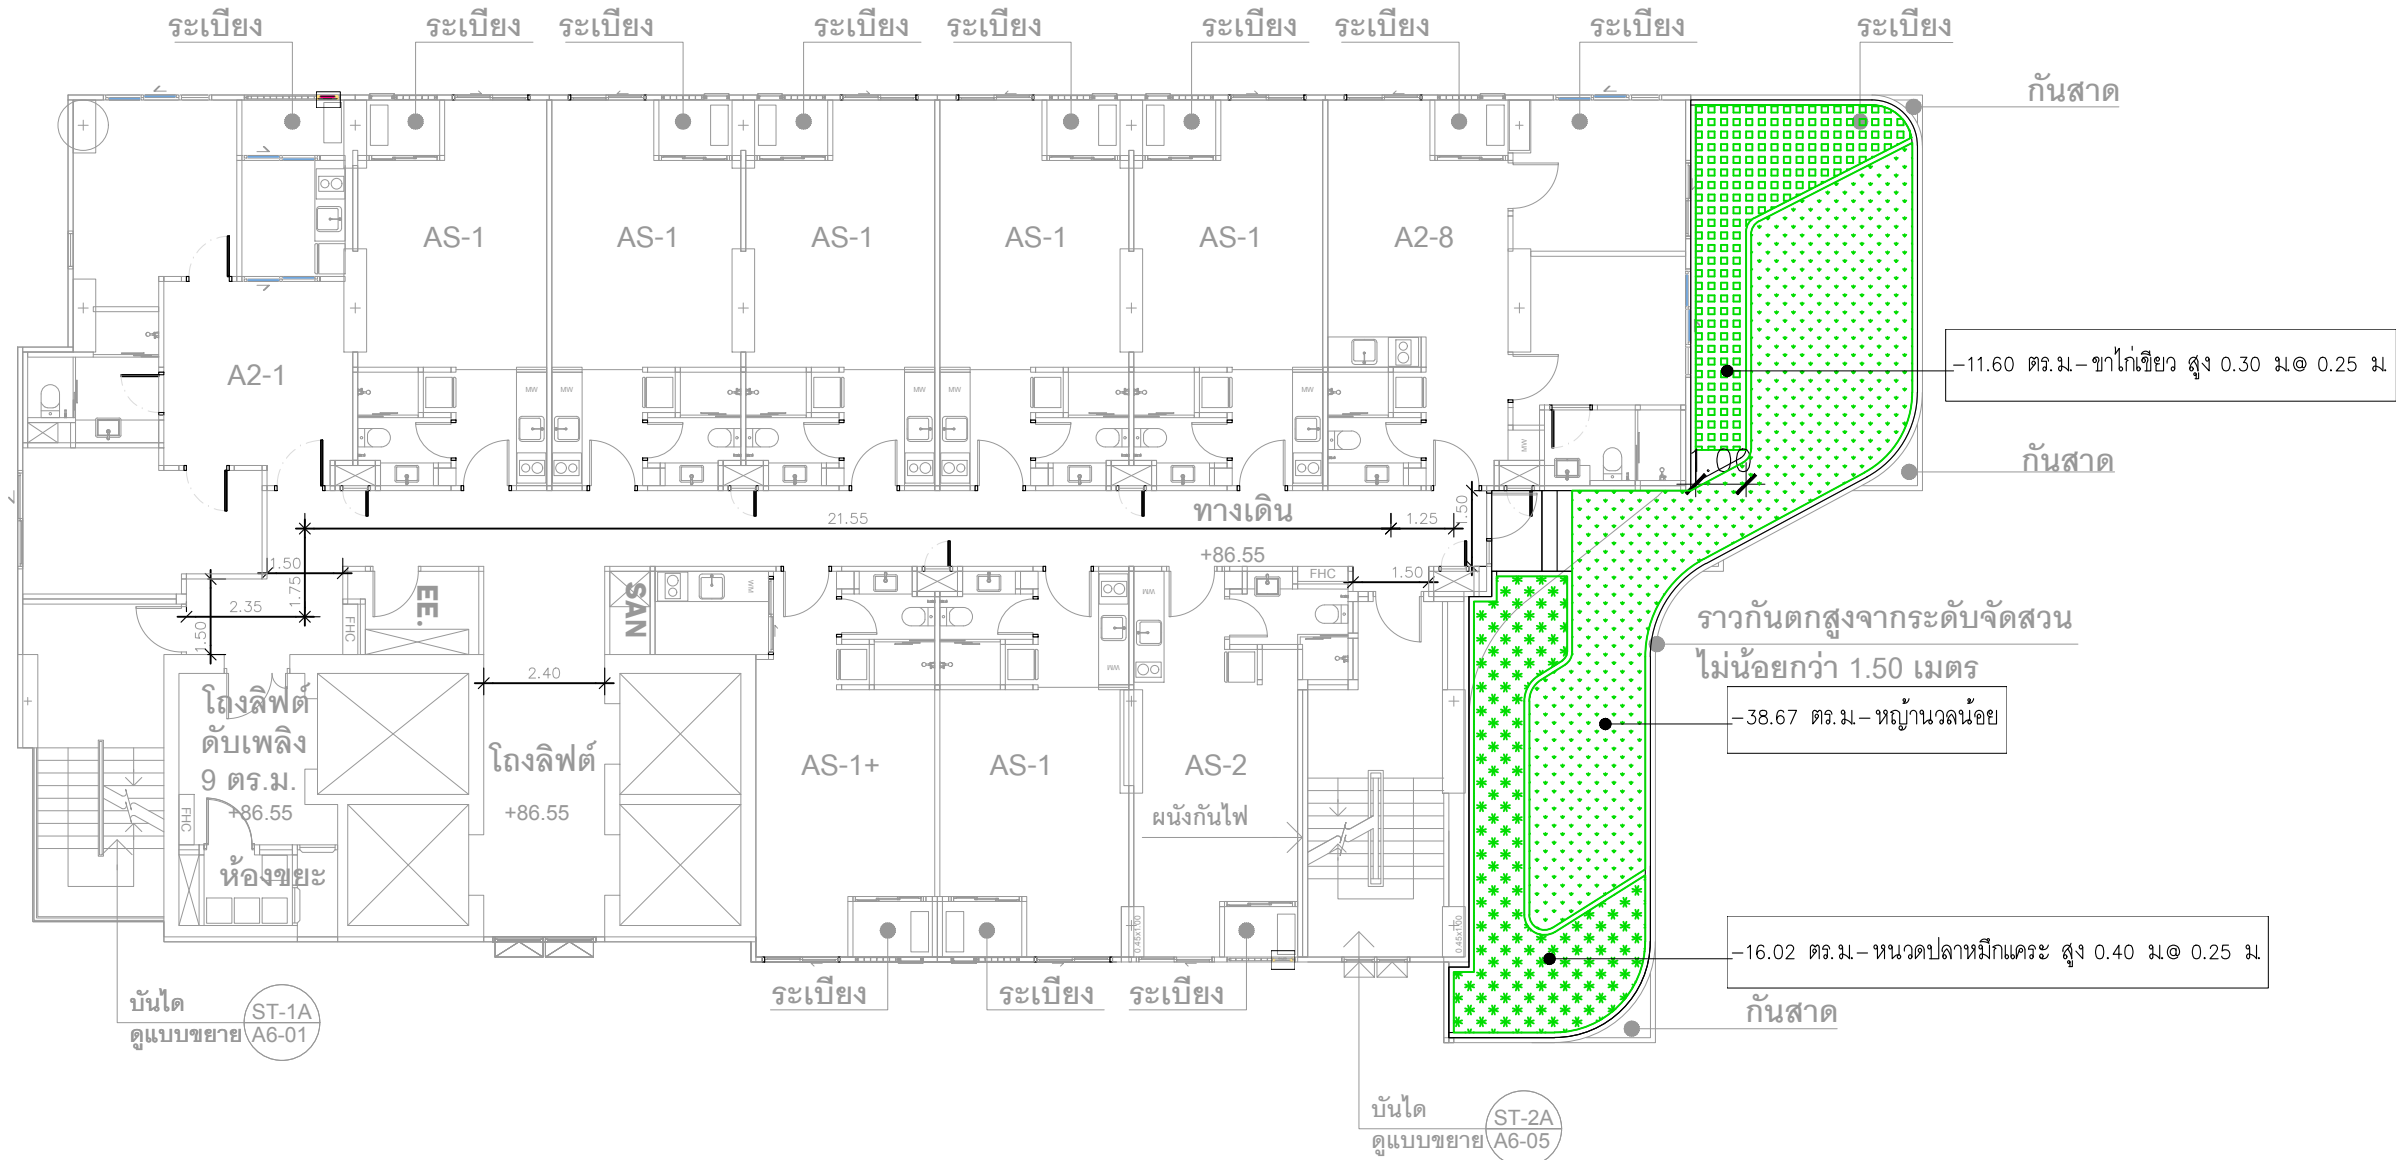 ระเบียง ระเบียง ระเบียง ระเบียง ระเบียง ระเบียง ระเบียง ระเบียง ระเบียง
กันสาด
AS-1 AS-1 AS-1 AS-1 AS-1 A2-8
A2-1
-11.60 ตร.ม.-ขาไก่เขียว สูง 0.30 ม.@ 0.25 ม.
MW MW MW MW MW MW
1.00
กันสาด
21.55
ทางเดิน
1.25
1.50
+86.55
1.50
1.75
2.35
1.50
FHC
EE.
SAN
WM
WM
WM
FHC
1.50
ราวกันตกสูงจากระดับจัดสวน
ไม่น้อยกว่า 1.50 เมตร
2.40
โถงลิฟต์
ดับเพลิง
9 ตร.ม.
+86.55
FHC
โถงลิฟต์
+86.55
AS-1+ AS-1 AS-2
-38.67 ตร.ม.-หญ้านวลน้อย
ผนังกันไฟ
ห้องขยะ
0.45x1.00
0.45x1.00
-16.02 ตร.ม.-หนวดปลาหมึกแคระ สูง 0.40 ม.@ 0.25 ม.
ระเบียง ระเบียง ระเบียง
กันสาด
บันได
ดูแบบขยาย
ST-1A
A6-01
บันได
ดูแบบขยาย
ST-2A
A6-05